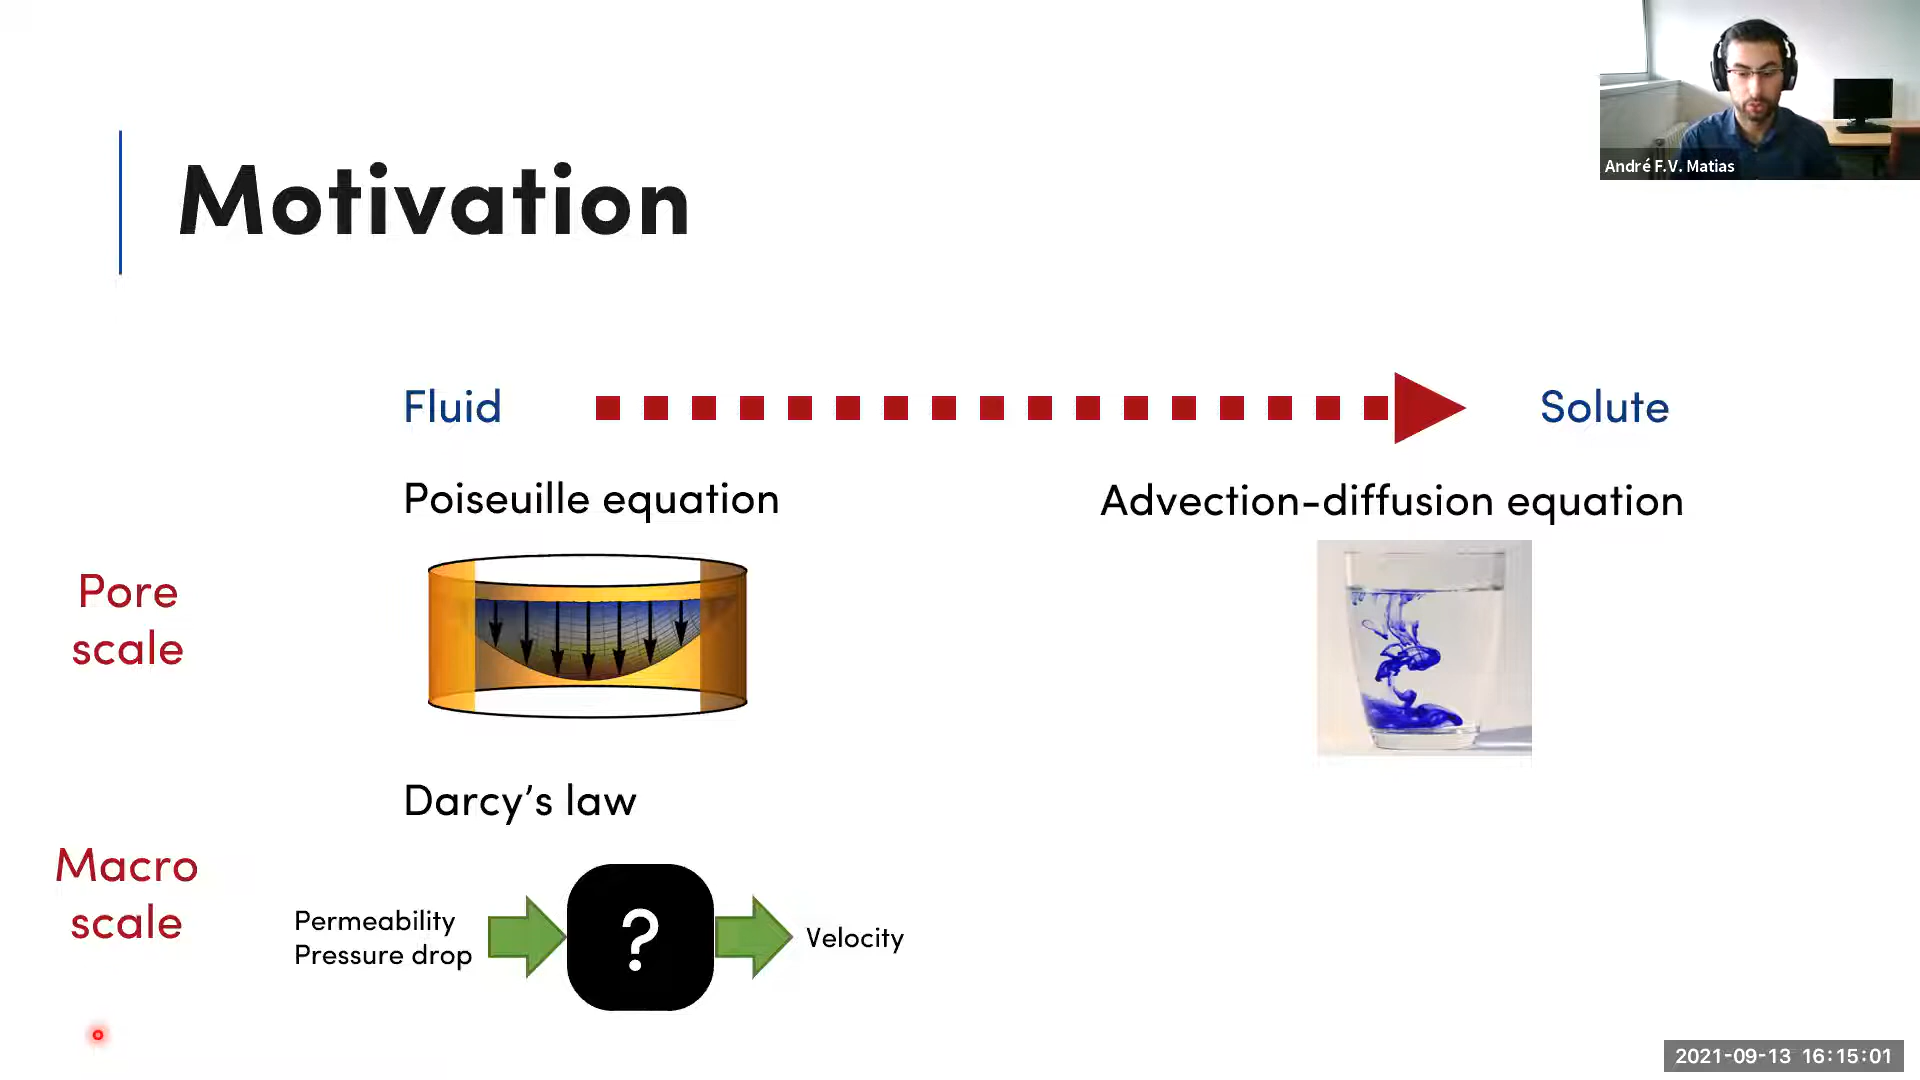 André F.V. Matias
Motivation
Fluid
Solute
Poiseuille equation
Advection-diffusion equation
Pore
scale
Darcy's law
Macro
scale
Permeability
Pressure drop
?
Velocity
2021-09-13 16:15:01